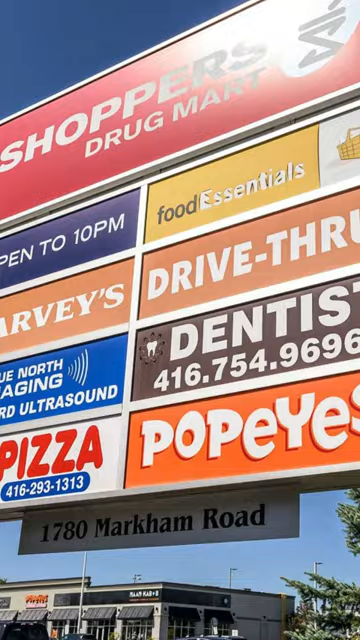 SHOPPERS
DRUG MART
PEN TO 10PM
foodEssentials
ARVEY'S
DRIVE-THRU
UE NORTH
AGING
RD ULTRASOUND
DENTIST
416.754.9696
PIZZA
416-293-1313
POPEYES
1780 Markham Road